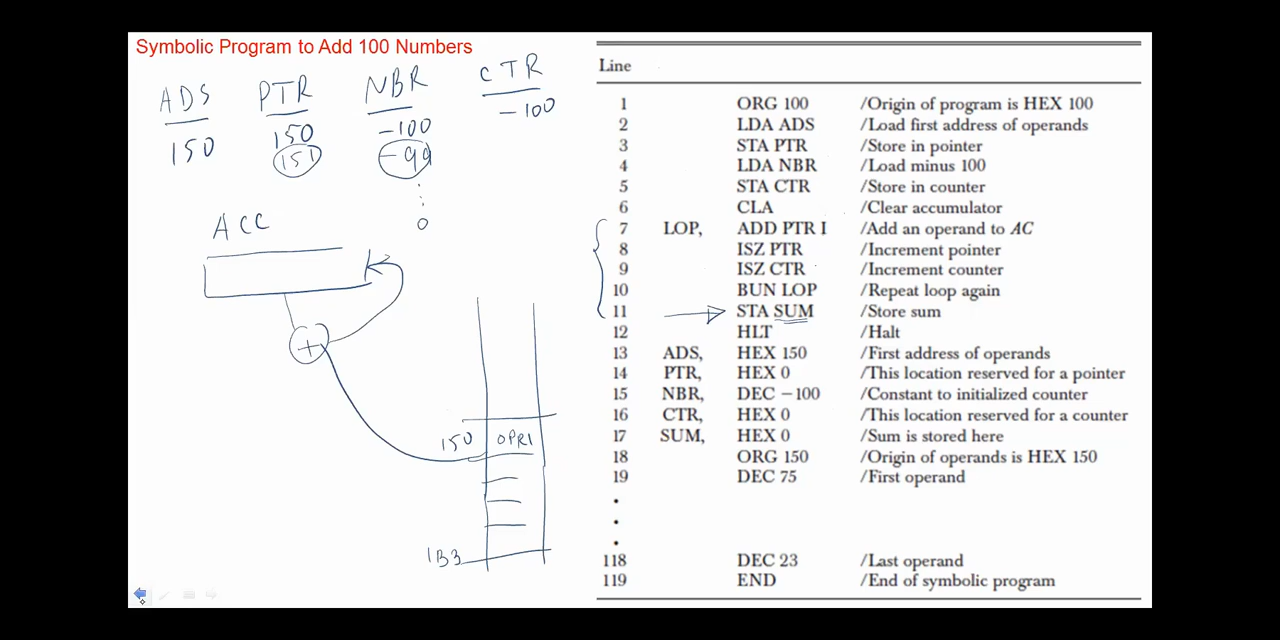 Symbolic Program to Add 100 Numbers
ADS PTR NBR CTR
150 150 -100 -100
151 -99
0
ACC
+
150 OPR1
1B3
Line
1 ORG 100 /Origin of program is HEX 100
2 LDA ADS /Load first address of operands
3 STA PTR /Store in pointer
4 LDA NBR /Load minus 100
5 STA CTR /Store in counter
6 CLA /Clear accumulator
7 LOP, ADD PTR I /Add an operand to AC
8 ISZ PTR /Increment pointer
9 ISZ CTR /Increment counter
10 BUN LOP /Repeat loop again
11 STA SUM /Store sum
12 HLT /Halt
13 ADS, HEX 150 /First address of operands
14 PTR, HEX 0 /This location reserved for a pointer
15 NBR, DEC −100 /Constant to initialized counter
16 CTR, HEX 0 /This location reserved for a counter
17 SUM, HEX 0 /Sum is stored here
18 ORG 150 /Origin of operands is HEX 150
19 DEC 75 /First operand
118 DEC 23 /Last operand
119 END /End of symbolic program